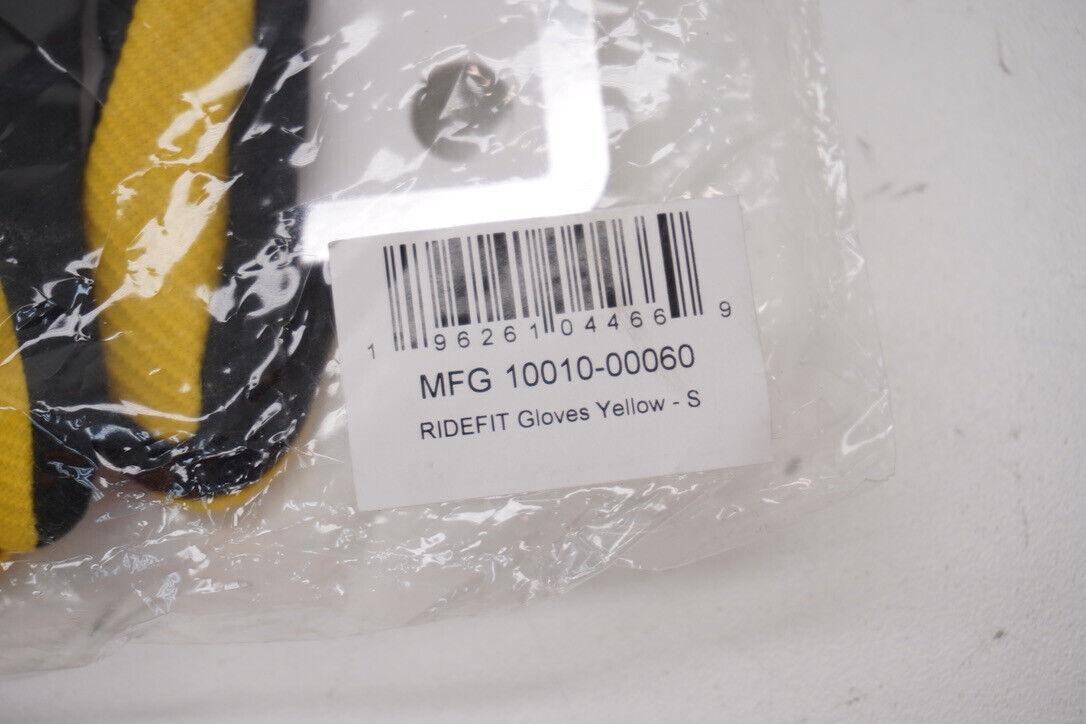 1 96261 04466 9
MFG 10010-00060
RIDEFIT Gloves Yellow - S